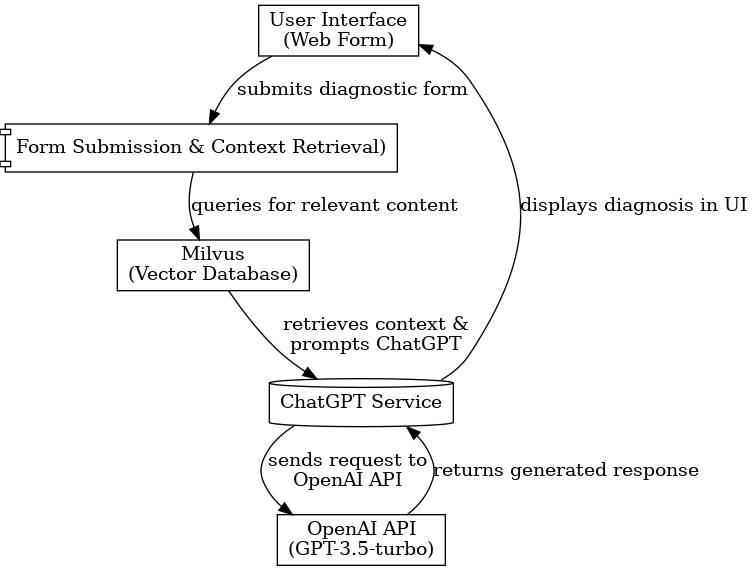 User Interface
(Web Form)
submits diagnostic form
Form Submission & Context Retrieval)
queries for relevant content
displays diagnosis in UI
Milvus
(Vector Database)
retrieves context &
prompts ChatGPT
ChatGPT Service
sends request to
OpenAI API
returns generated response
OpenAI API
(GPT-3.5-turbo)